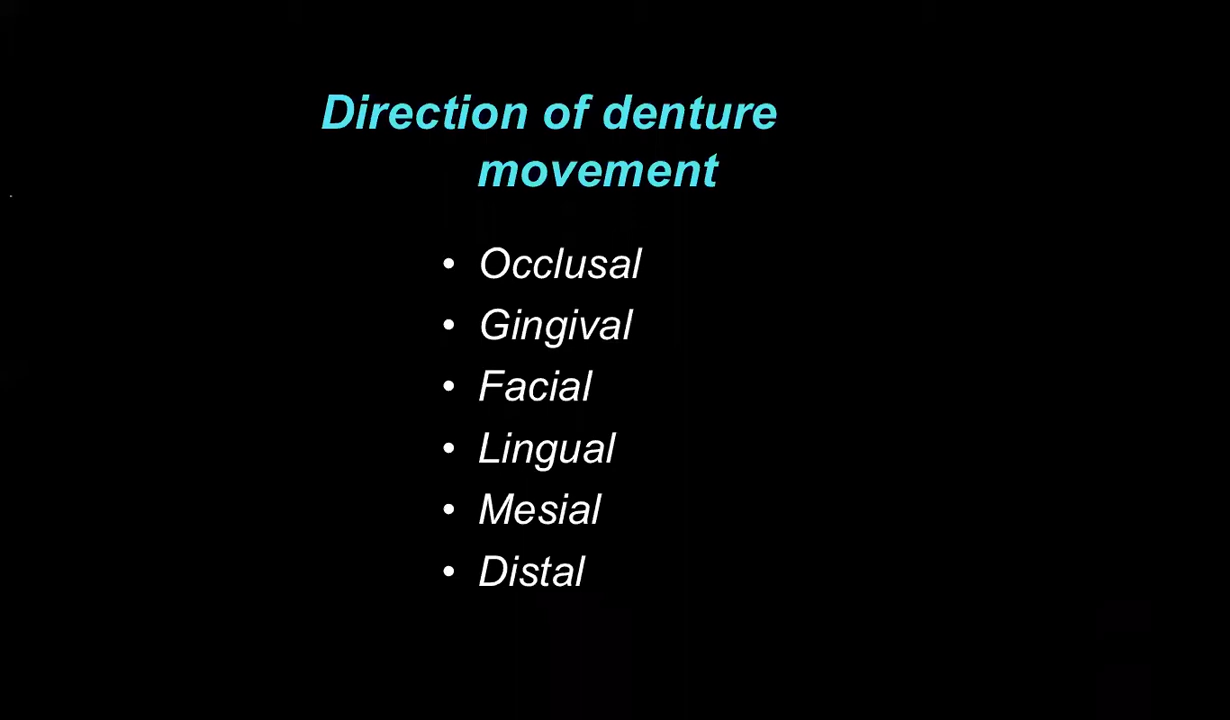 Direction of denture
movement
• Occlusal
• Gingival
• Facial
• Lingual
• Mesial
• Distal